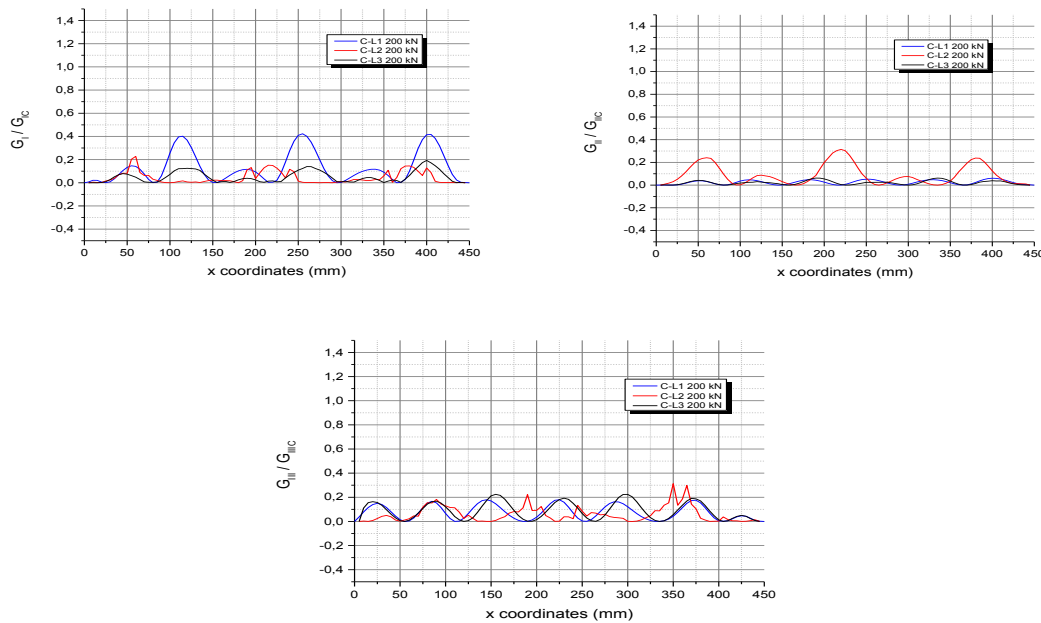 1,4
1,2
1,0
0,8
0,6
0,4
0,2
0,0
-0,2
-0,4
G_I / G_IC
C-L1 200 kN
C-L2 200 kN
C-L3 200 kN
0 50 100 150 200 250 300 350 400 450
x coordinates (mm)
1,4
1,2
1,0
0,8
0,6
0,4
0,2
0,0
-0,2
-0,4
G_II / G_IIC
C-L1 200 kN
C-L2 200 kN
C-L3 200 kN
0 50 100 150 200 250 300 350 400 450
x coordinates (mm)
1,4
1,2
1,0
0,8
0,6
0,4
0,2
0,0
-0,2
-0,4
G_III / G_IIIC
C-L1 200 kN
C-L2 200 kN
C-L3 200 kN
0 50 100 150 200 250 300 350 400 450
x coordinates (mm)